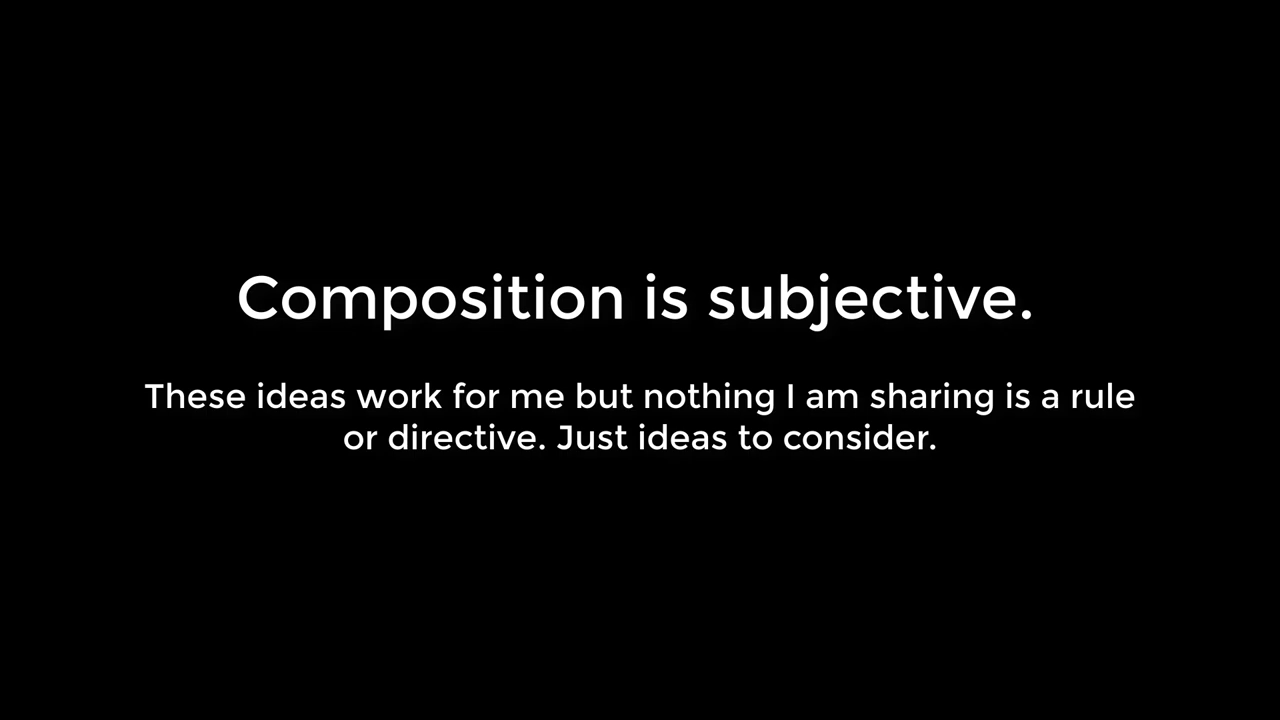 Composition is subjective.
These ideas work for me but nothing I am sharing is a rule
or directive. Just ideas to consider.